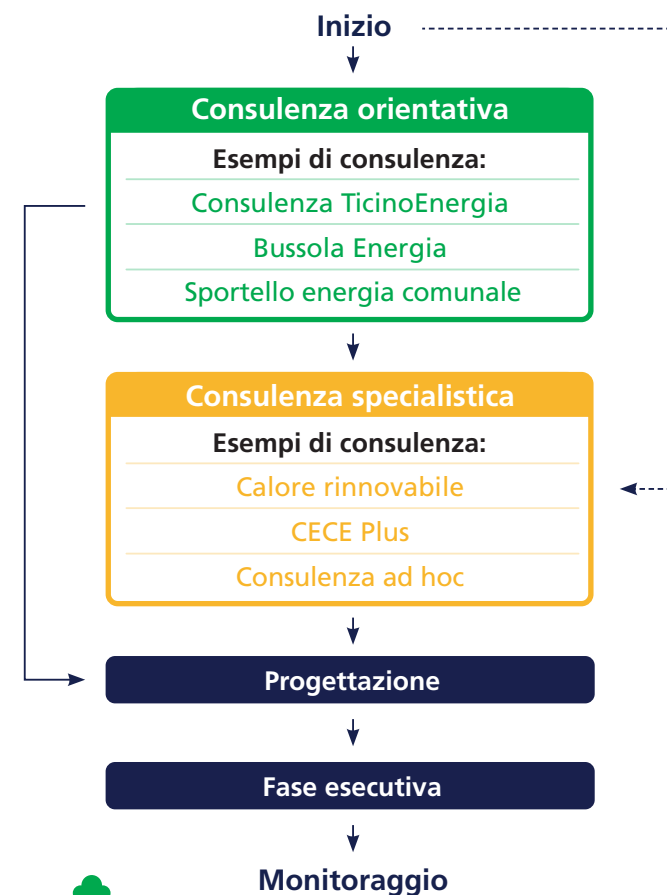 Inizio
Consulenza orientativa
Esempi di consulenza:
Consulenza TicinoEnergia
Bussola Energia
Sportello energia comunale
Consulenza specialistica
Esempi di consulenza:
Calore rinnovabile
CECE Plus
Consulenza ad hoc
Progettazione
Fase esecutiva
Monitoraggio